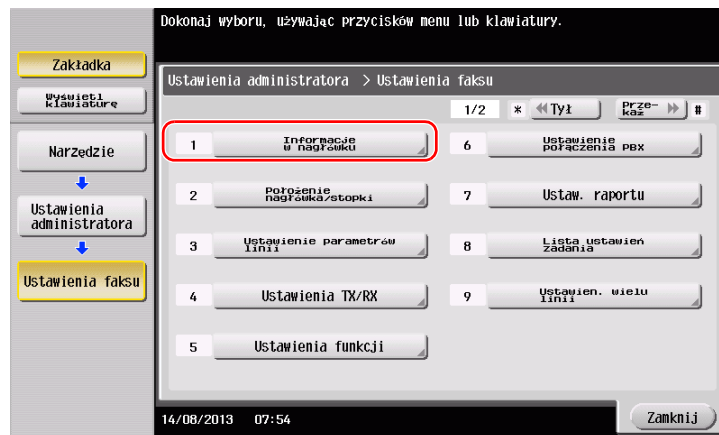 Dokonaj wyboru, używając przycisków menu lub klawiatury.
Zakładka
Wyświetl
klawiaturę
Narzędzie
Ustawienia
administratora
Ustawienia faksu
Ustawienia administratora > Ustawienia faksu
1/2 * Tył Prze-
każ #
1 Informacje
w nagłówku
2 Położenie
nagłówka/stopki
3 Ustawienie parametrów
linii
4 Ustawienia TX/RX
5 Ustawienia funkcji
6 Ustawienie
połączenia PBX
7 Ustaw. raportu
8 Lista ustawień
zadania
9 Ustawien. wielu
linii
14/08/2013 07:54
Zamknij